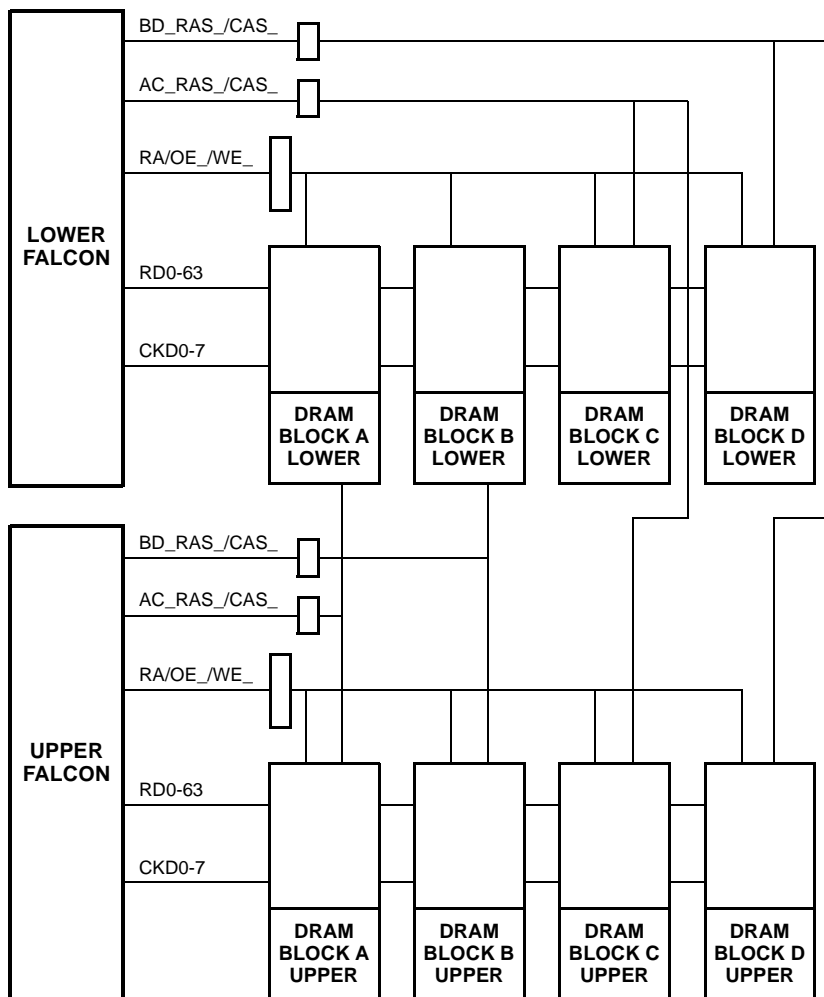 BD_RAS_/CAS_
AC_RAS_/CAS_
RA/OE_/WE_
LOWER
FALCON
RD0-63
CKD0-7
DRAM
BLOCK A
LOWER
DRAM
BLOCK B
LOWER
DRAM
BLOCK C
LOWER
DRAM
BLOCK D
LOWER
BD_RAS_/CAS_
AC_RAS_/CAS_
RA/OE_/WE_
UPPER
FALCON
RD0-63
CKD0-7
DRAM
BLOCK A
UPPER
DRAM
BLOCK B
UPPER
DRAM
BLOCK C
UPPER
DRAM
BLOCK D
UPPER